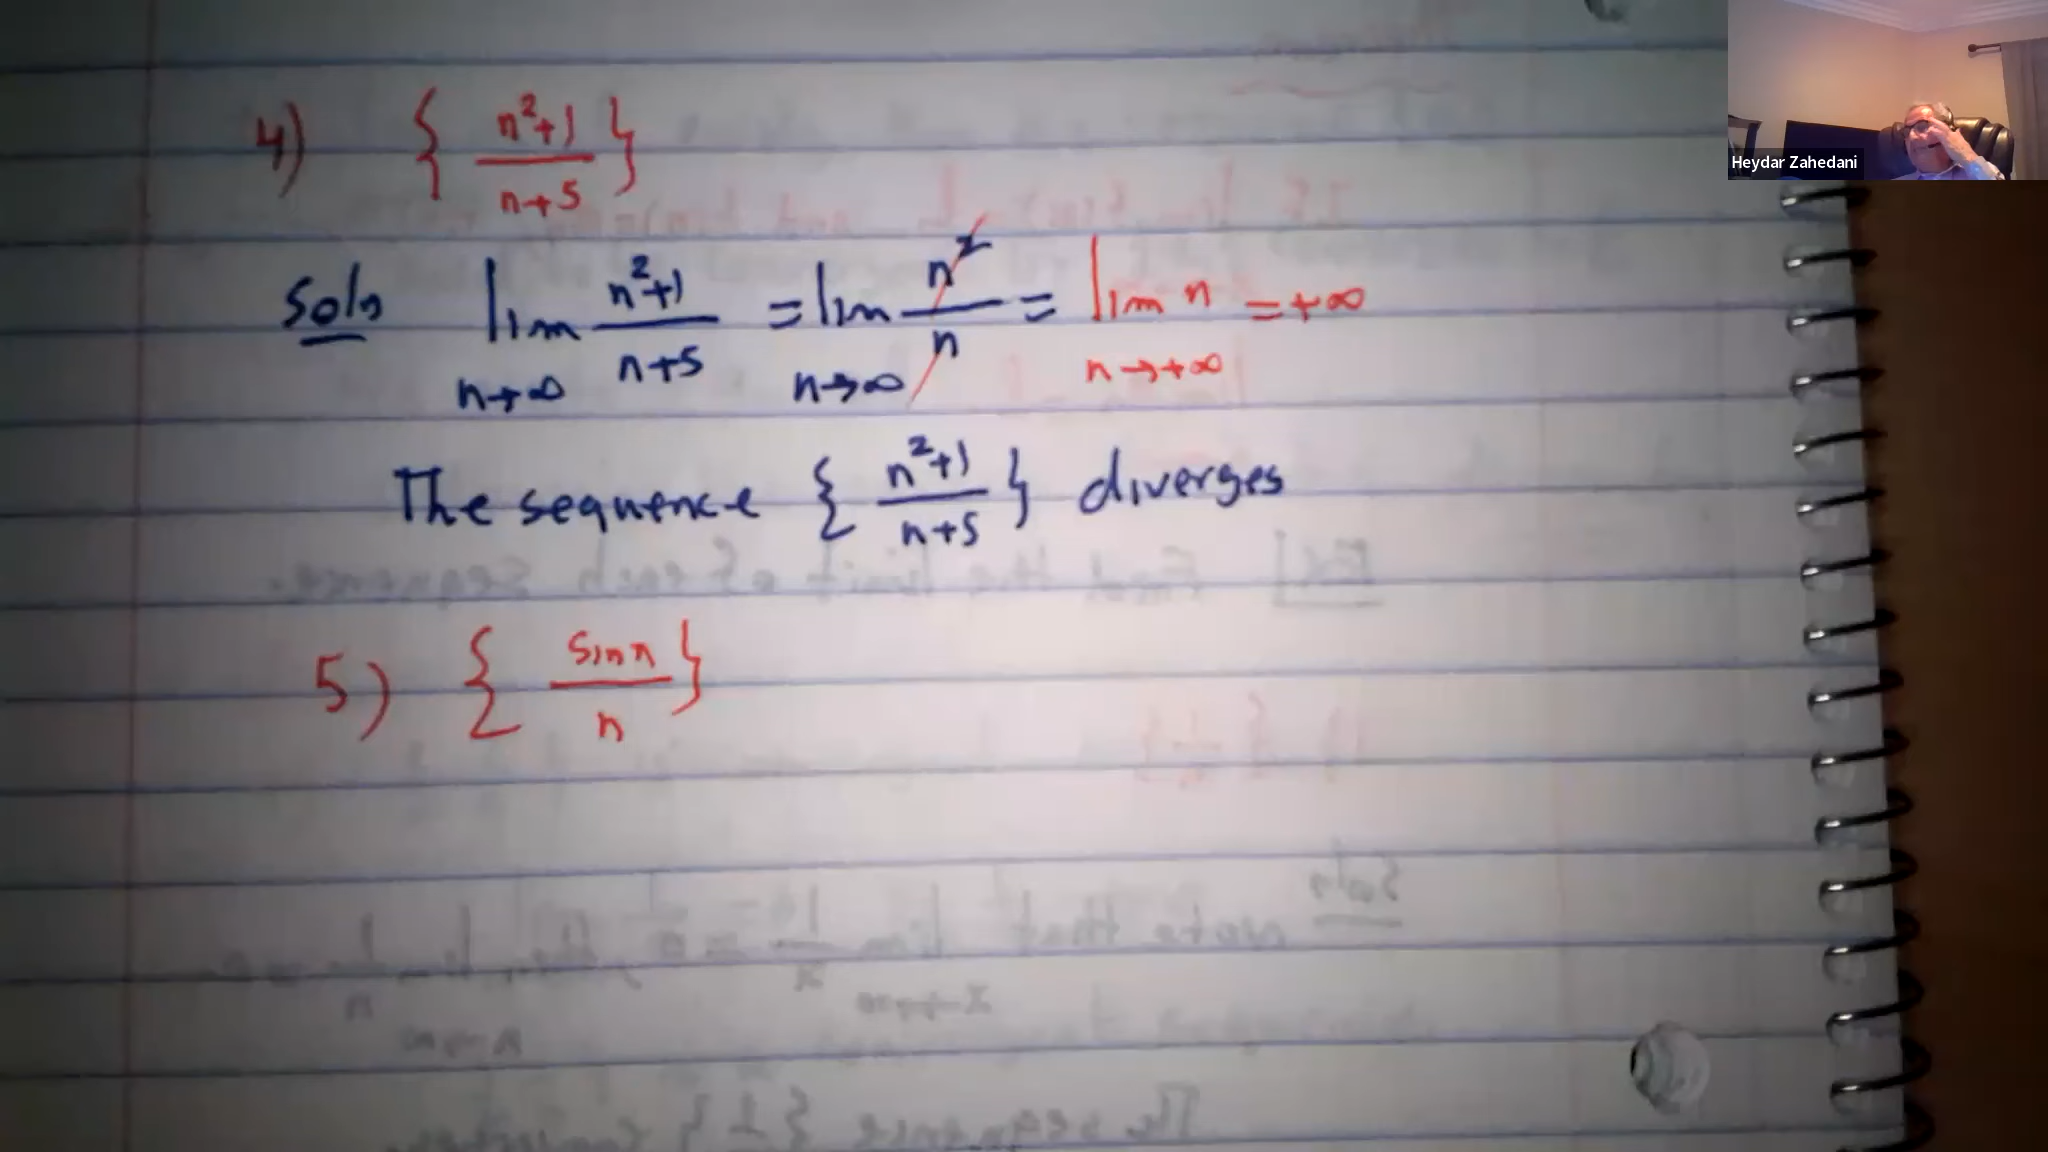 Heydar Zahedani
4) { n²+1 / n+5 }
Soln lim n→∞ n²+1 / n+5 = lim n→∞ n² / n = lim n→+∞ n = +∞
The sequence { n²+1 / n+5 } diverges
5) { sin n / n }